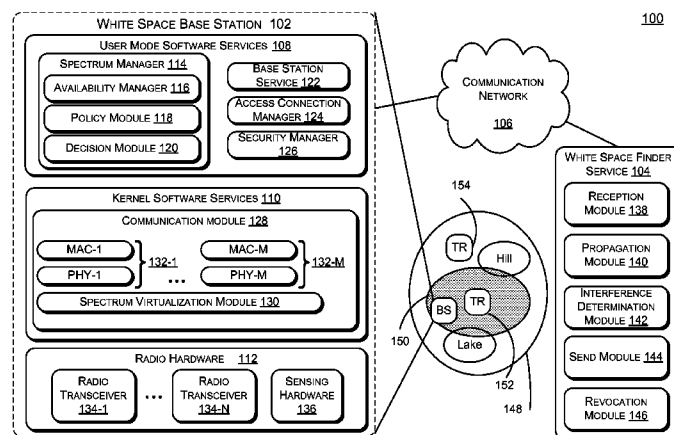 100
WHITE SPACE BASE STATION 102
USER MODE SOFTWARE SERVICES 108
SPECTRUM MANAGER 114
AVAILABILITY MANAGER 116
POLICY MODULE 118
DECISION MODULE 120
BASE STATION
SERVICE 122
ACCESS CONNECTION
MANAGER 124
SECURITY MANAGER
126
KERNEL SOFTWARE SERVICES 110
COMMUNICATION MODULE 128
MAC-1
PHY-1
132-1
...
MAC-M
PHY-M
132-M
SPECTRUM VIRTUALIZATION MODULE 130
RADIO HARDWARE 112
RADIO
TRANSCEIVER
134-1
...
RADIO
TRANSCEIVER
134-N
SENSING
HARDWARE
136
COMMUNICATION
NETWORK
106
154
TR
Hill
BS
TR
Lake
150
152
148
WHITE SPACE FINDER
SERVICE 104
RECEPTION
MODULE 138
PROPAGATION
MODULE 140
INTERFERENCE
DETERMINATION
MODULE 142
SEND MODULE
144
REVOCATION
MODULE 146